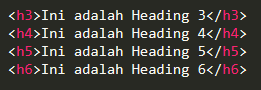 <h3>Ini adalah Heading 3</h3>
<h4>Ini adalah Heading 4</h4>
<h5>Ini adalah Heading 5</h5>
<h6>Ini adalah Heading 6</h6>